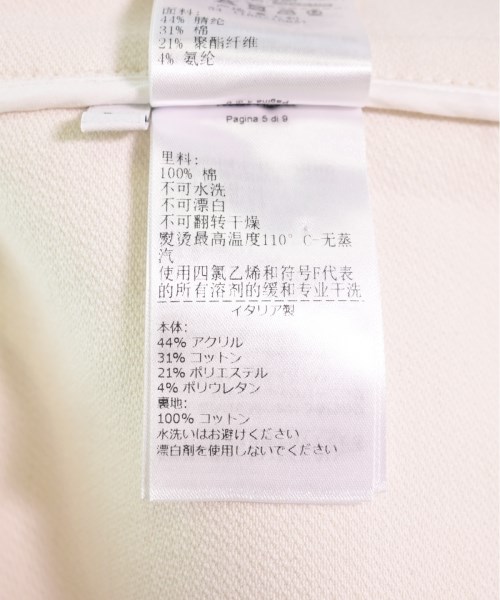 面料:
44% 腈纶
31% 棉
21% 聚酯纤维
4% 氨纶
Pagina 5 di 9
里料:
100% 棉
不可水洗
不可漂白
不可翻转干燥
熨烫最高温度110° C-无蒸
汽
使用四氯乙烯和符号F代表
的所有溶剂的缓和专业干洗
イタリア製
本体:
44% アクリル
31% コットン
21% ポリエステル
4% ポリウレタン
裏地:
100% コットン
水洗いはお避けください
漂白剤を使用しないでください